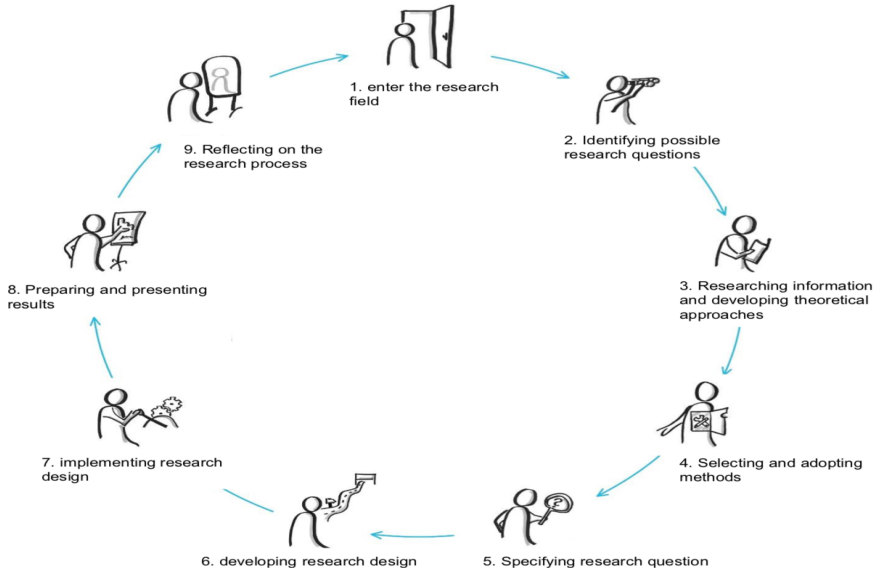 1. enter the research
field
2. Identifying possible
research questions
3. Researching information
and developing theoretical
approaches
4. Selecting and adopting
methods
5. Specifying research question
6. developing research design
7. implementing research
design
8. Preparing and presenting
results
9. Reflecting on the
research process